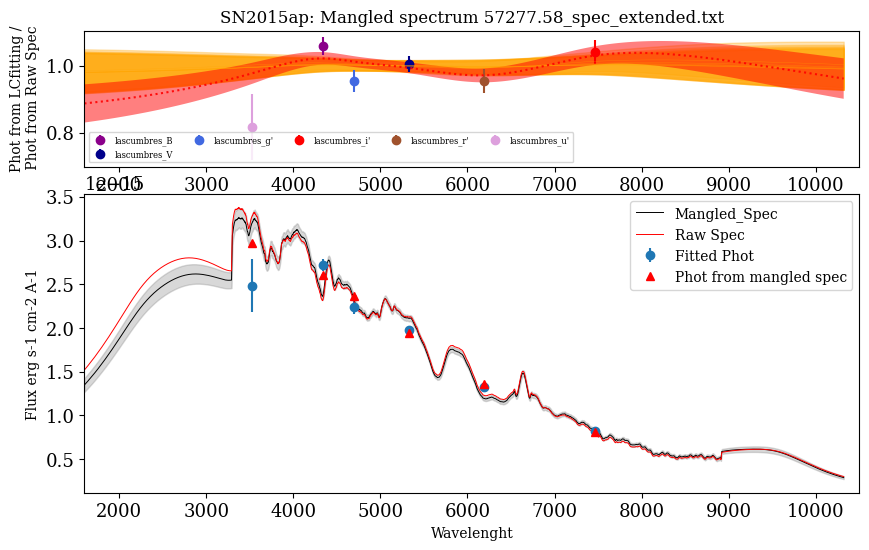 SN2015ap: Mangled spectrum 57277.58_spec_extended.txt
Phot from LCfitting /
Phot from Raw Spec
1.0
0.8
lascumbres_B
lascumbres_V
lascumbres_g'
lascumbres_i'
lascumbres_r'
lascumbres_u'
2000 3000 4000 5000 6000 7000 8000 9000 10000
1e−15
Flux erg s-1 cm-2 A-1
3.5
3.0
2.5
2.0
1.5
1.0
0.5
Mangled_Spec
Raw Spec
Fitted Phot
Phot from mangled spec
2000 3000 4000 5000 6000 7000 8000 9000 10000
Wavelenght